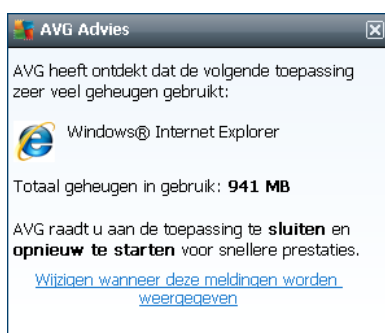 AVG Advies
AVG heeft ontdekt dat de volgende toepassing
zeer veel geheugen gebruikt:
Windows® Internet Explorer
Totaal geheugen in gebruik: 941 MB
AVG raadt u aan de toepassing te sluiten en
opnieuw te starten voor snellere prestaties.
Wijzigen wanneer deze meldingen worden
weergegeven